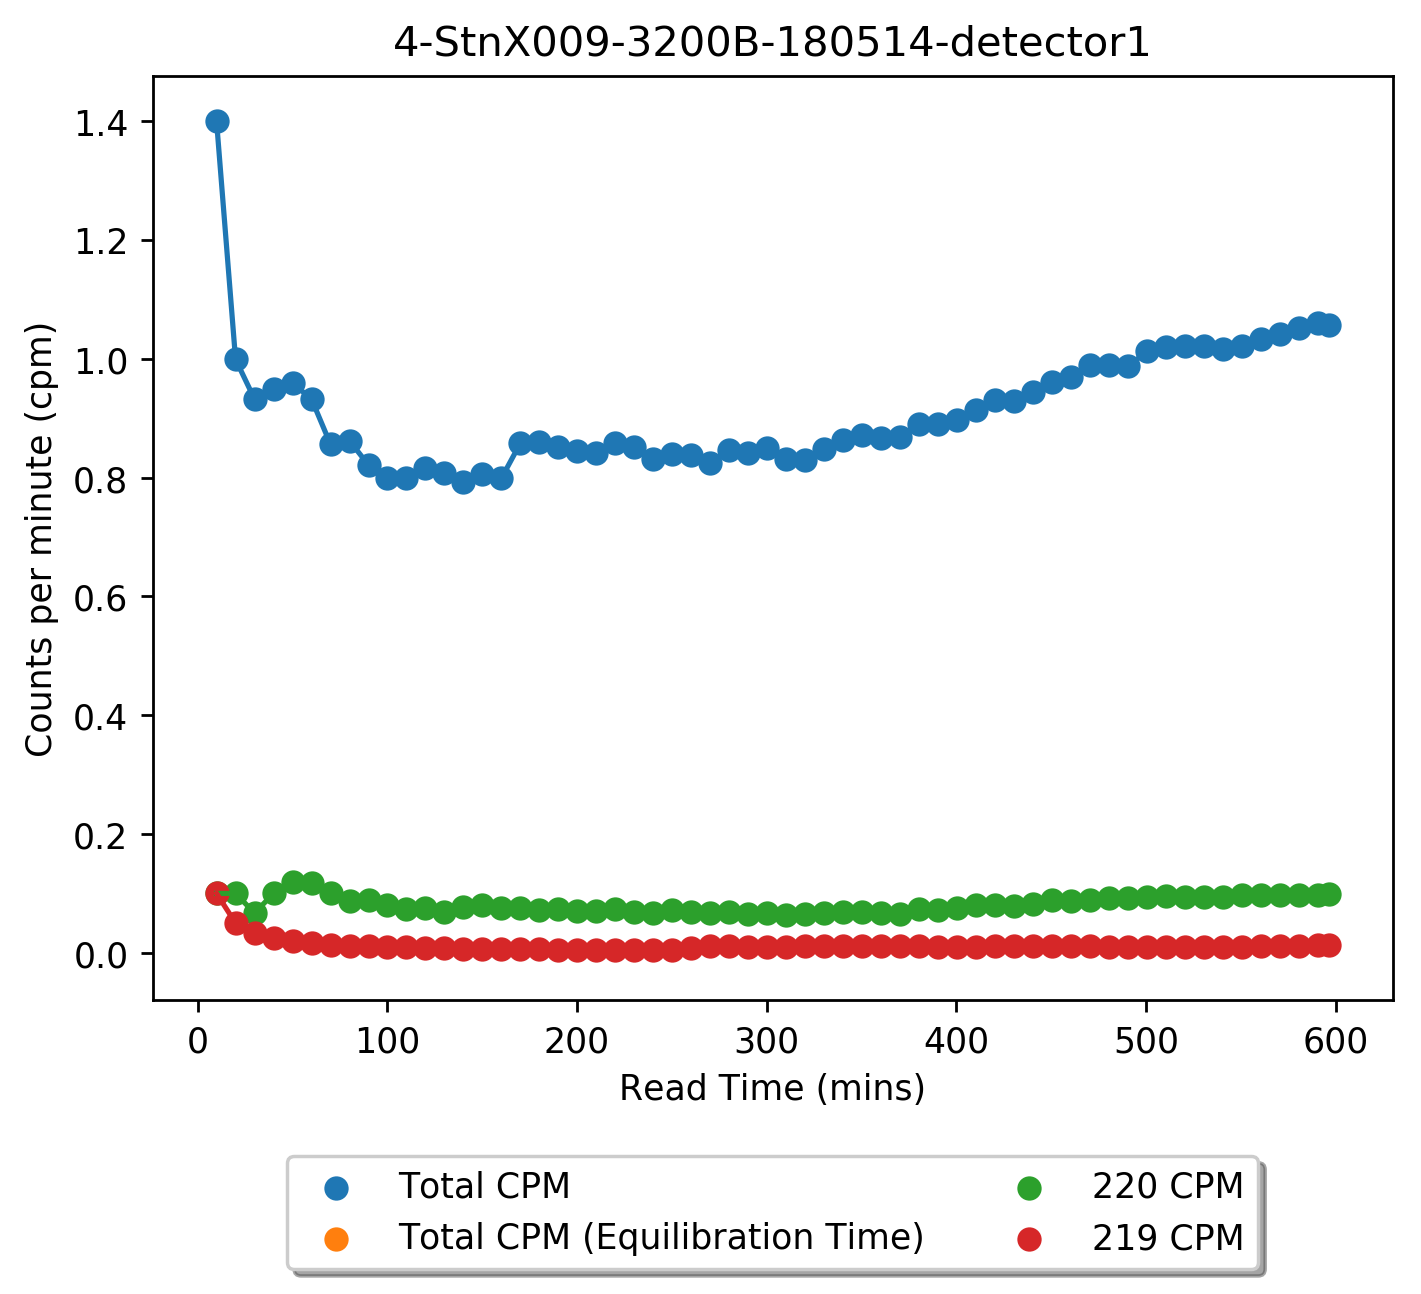 4-StnX009-3200B-180514-detector1
Counts per minute (cpm)
1.4
1.2
1.0
0.8
0.6
0.4
0.2
0.0
0 100 200 300 400 500 600
Read Time (mins)
Total CPM
Total CPM (Equilibration Time)
220 CPM
219 CPM